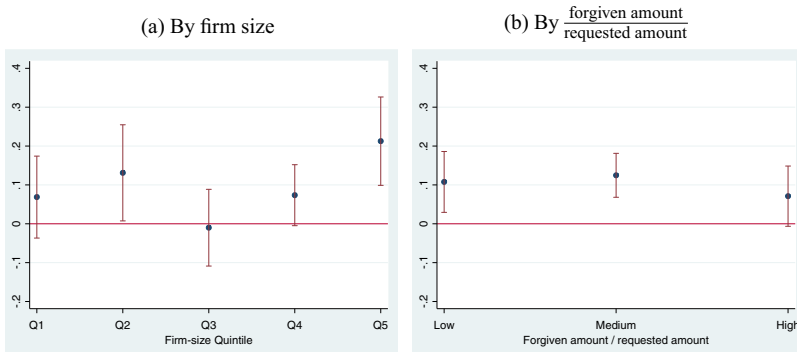 (a) By firm size
.4
.3
.2
.1
0
-.1
-.2
Q1 Q2 Q3 Q4 Q5
Firm-size Quintile
(b) By forgiven amount / requested amount
.4
.3
.2
.1
0
-.1
-.2
Low Medium High
Forgiven amount / requested amount